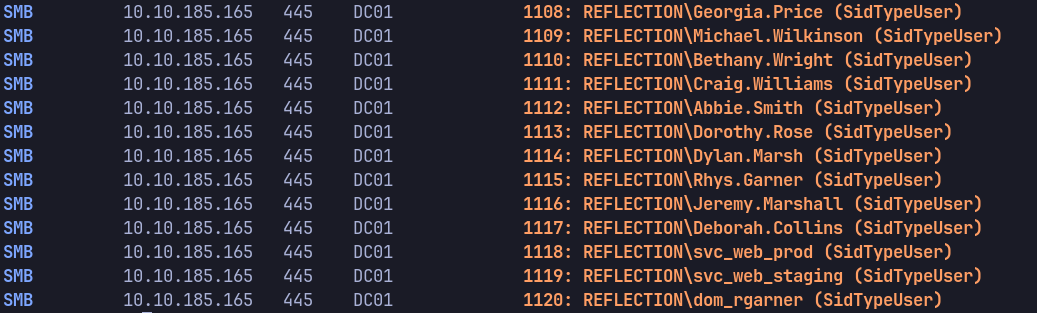 SMB 10.10.185.165 445 DC01 1108: REFLECTION\Georgia.Price (SidTypeUser)
SMB 10.10.185.165 445 DC01 1109: REFLECTION\Michael.Wilkinson (SidTypeUser)
SMB 10.10.185.165 445 DC01 1110: REFLECTION\Bethany.Wright (SidTypeUser)
SMB 10.10.185.165 445 DC01 1111: REFLECTION\Craig.Williams (SidTypeUser)
SMB 10.10.185.165 445 DC01 1112: REFLECTION\Abbie.Smith (SidTypeUser)
SMB 10.10.185.165 445 DC01 1113: REFLECTION\Dorothy.Rose (SidTypeUser)
SMB 10.10.185.165 445 DC01 1114: REFLECTION\Dylan.Marsh (SidTypeUser)
SMB 10.10.185.165 445 DC01 1115: REFLECTION\Rhys.Garner (SidTypeUser)
SMB 10.10.185.165 445 DC01 1116: REFLECTION\Jeremy.Marshall (SidTypeUser)
SMB 10.10.185.165 445 DC01 1117: REFLECTION\Deborah.Collins (SidTypeUser)
SMB 10.10.185.165 445 DC01 1118: REFLECTION\svc_web_prod (SidTypeUser)
SMB 10.10.185.165 445 DC01 1119: REFLECTION\svc_web_staging (SidTypeUser)
SMB 10.10.185.165 445 DC01 1120: REFLECTION\dom_rgarner (SidTypeUser)